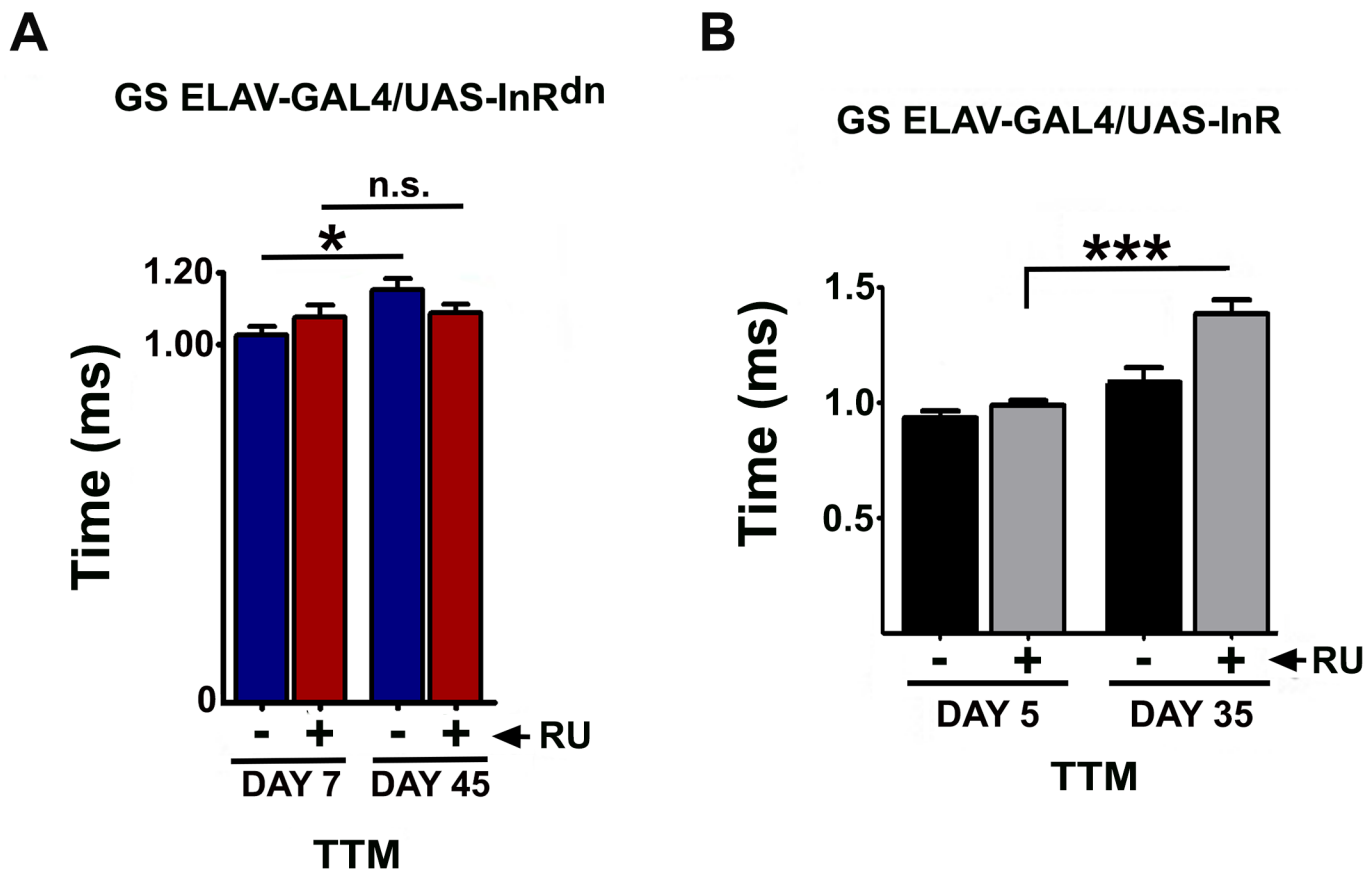 A
GS ELAV-GAL4/UAS-InRdn
n.s.
*
1.20
1.00
0
Time (ms)
- + - + RU
DAY 7 DAY 45
TTM
B
GS ELAV-GAL4/UAS-InR
***
1.5
1.0
0.5
Time (ms)
- + - + RU
DAY 5 DAY 35
TTM